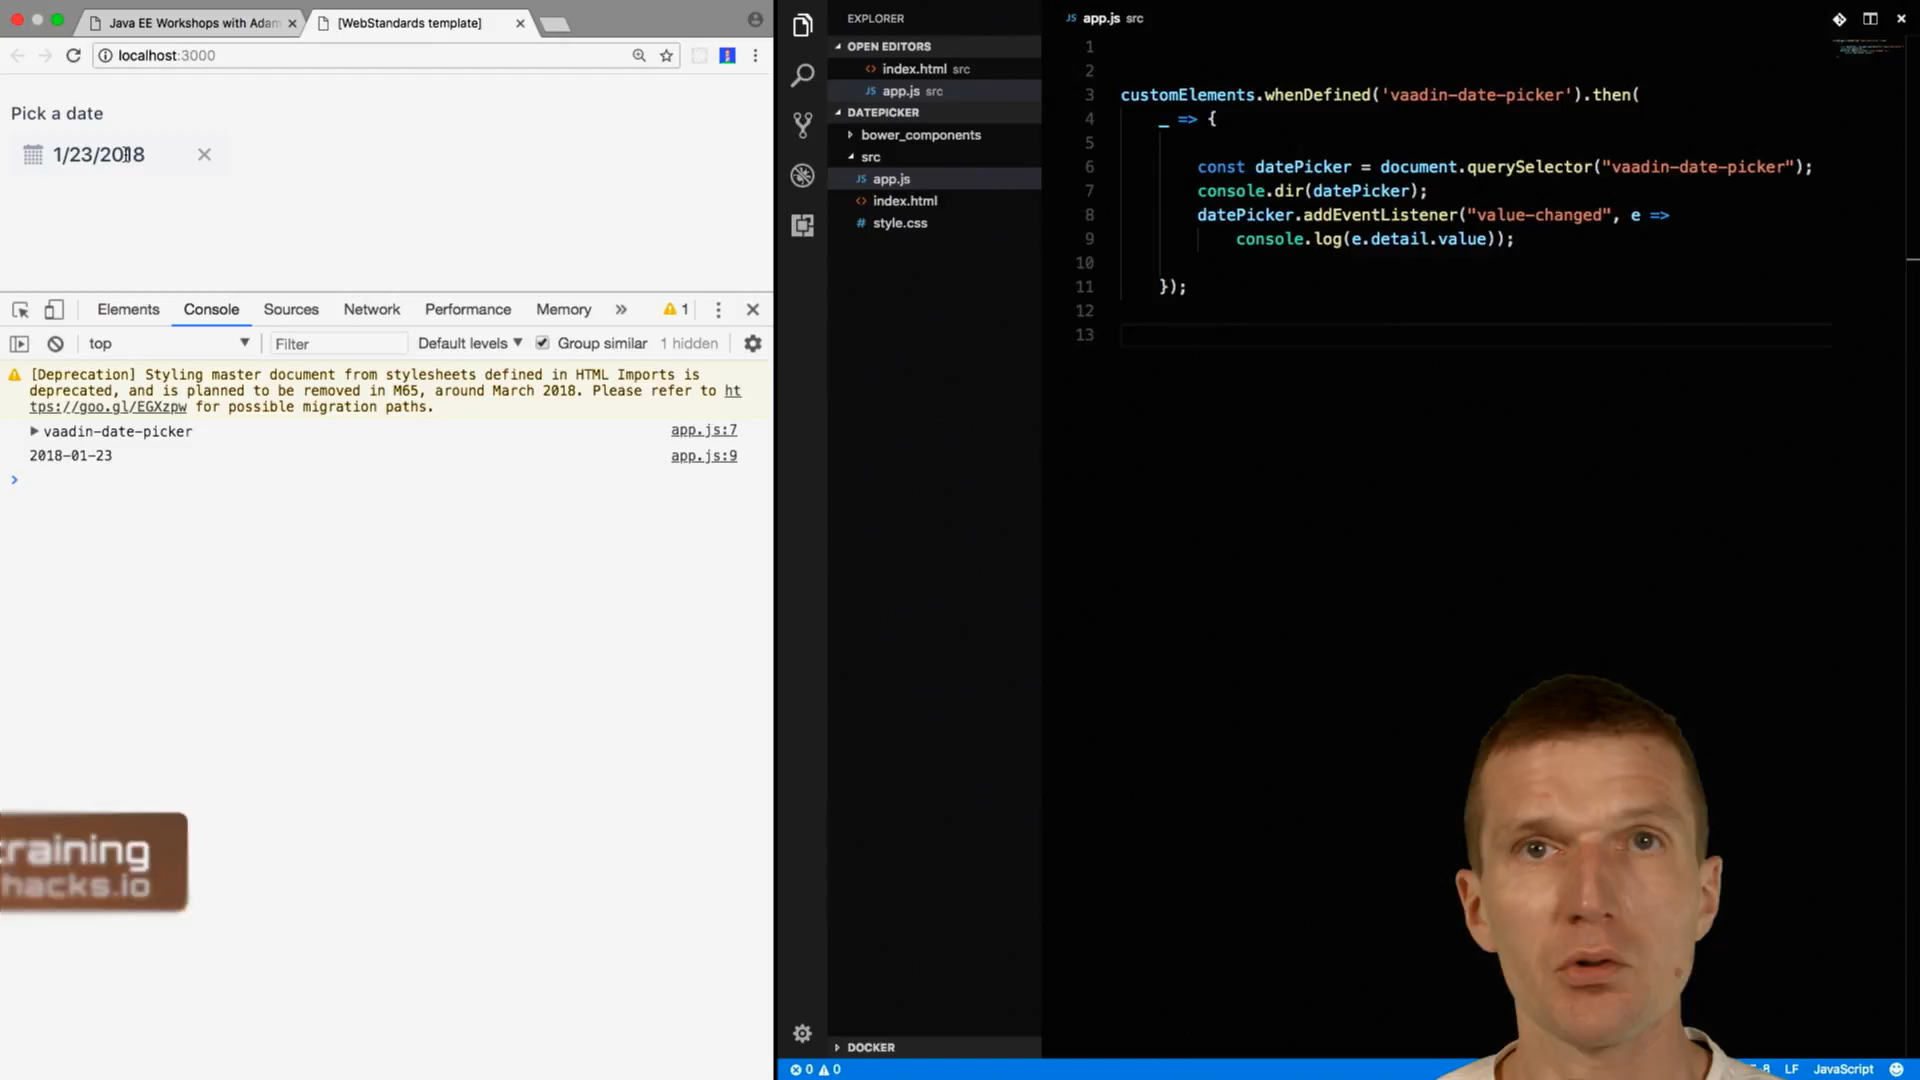 Java EE Workshops with Adam
[WebStandards template]
localhost:3000
Pick a date
1/23/2018
Elements Console Sources Network Performance Memory » 1
top Filter Default levels Group similar 1 hidden
[Deprecation] Styling master document from stylesheets defined in HTML Imports is
deprecated, and is planned to be removed in M65, around March 2018. Please refer to ht
tps://goo.gl/EGXzpw for possible migration paths.
vaadin-date-picker app.js:7
2018-01-23 app.js:9
training
hacks.io
EXPLORER
OPEN EDITORS
index.html src
app.js src
DATEPICKER
bower_components
src
app.js
index.html
style.css
DOCKER
app.js src
1
2
3 customElements.whenDefined('vaadin-date-picker').then(
4 _ => {
5
6 const datePicker = document.querySelector("vaadin-date-picker");
7 console.dir(datePicker);
8 datePicker.addEventListener("value-changed", e =>
9 console.log(e.detail.value));
10
11 });
12
13
0 0
LF JavaScript